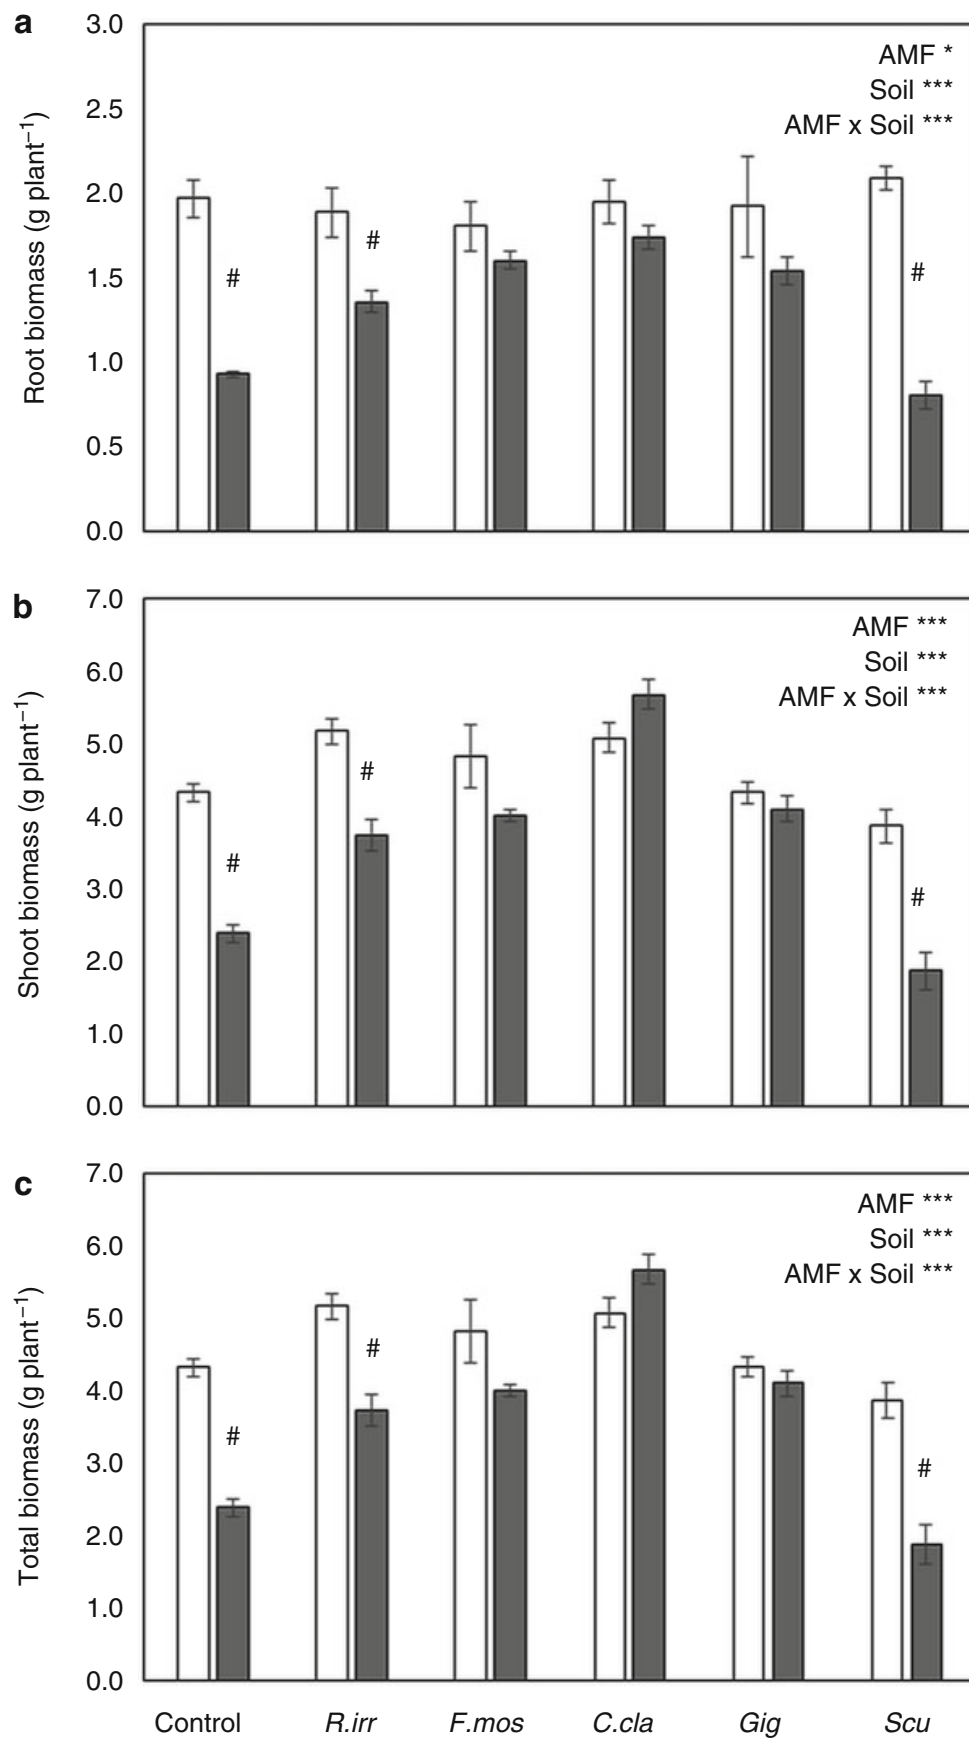 a
3.0
AMF *
Soil ***
AMF x Soil ***
2.5
2.0
1.5
1.0
0.5
0.0
Root biomass (g plant⁻¹)
#
#
#
b
7.0
AMF ***
Soil ***
AMF x Soil ***
6.0
5.0
4.0
3.0
2.0
1.0
0.0
Shoot biomass (g plant⁻¹)
#
#
#
c
7.0
AMF ***
Soil ***
AMF x Soil ***
6.0
5.0
4.0
3.0
2.0
1.0
0.0
Total biomass (g plant⁻¹)
#
#
#
Control R.irr F.mos C.cla Gig Scu